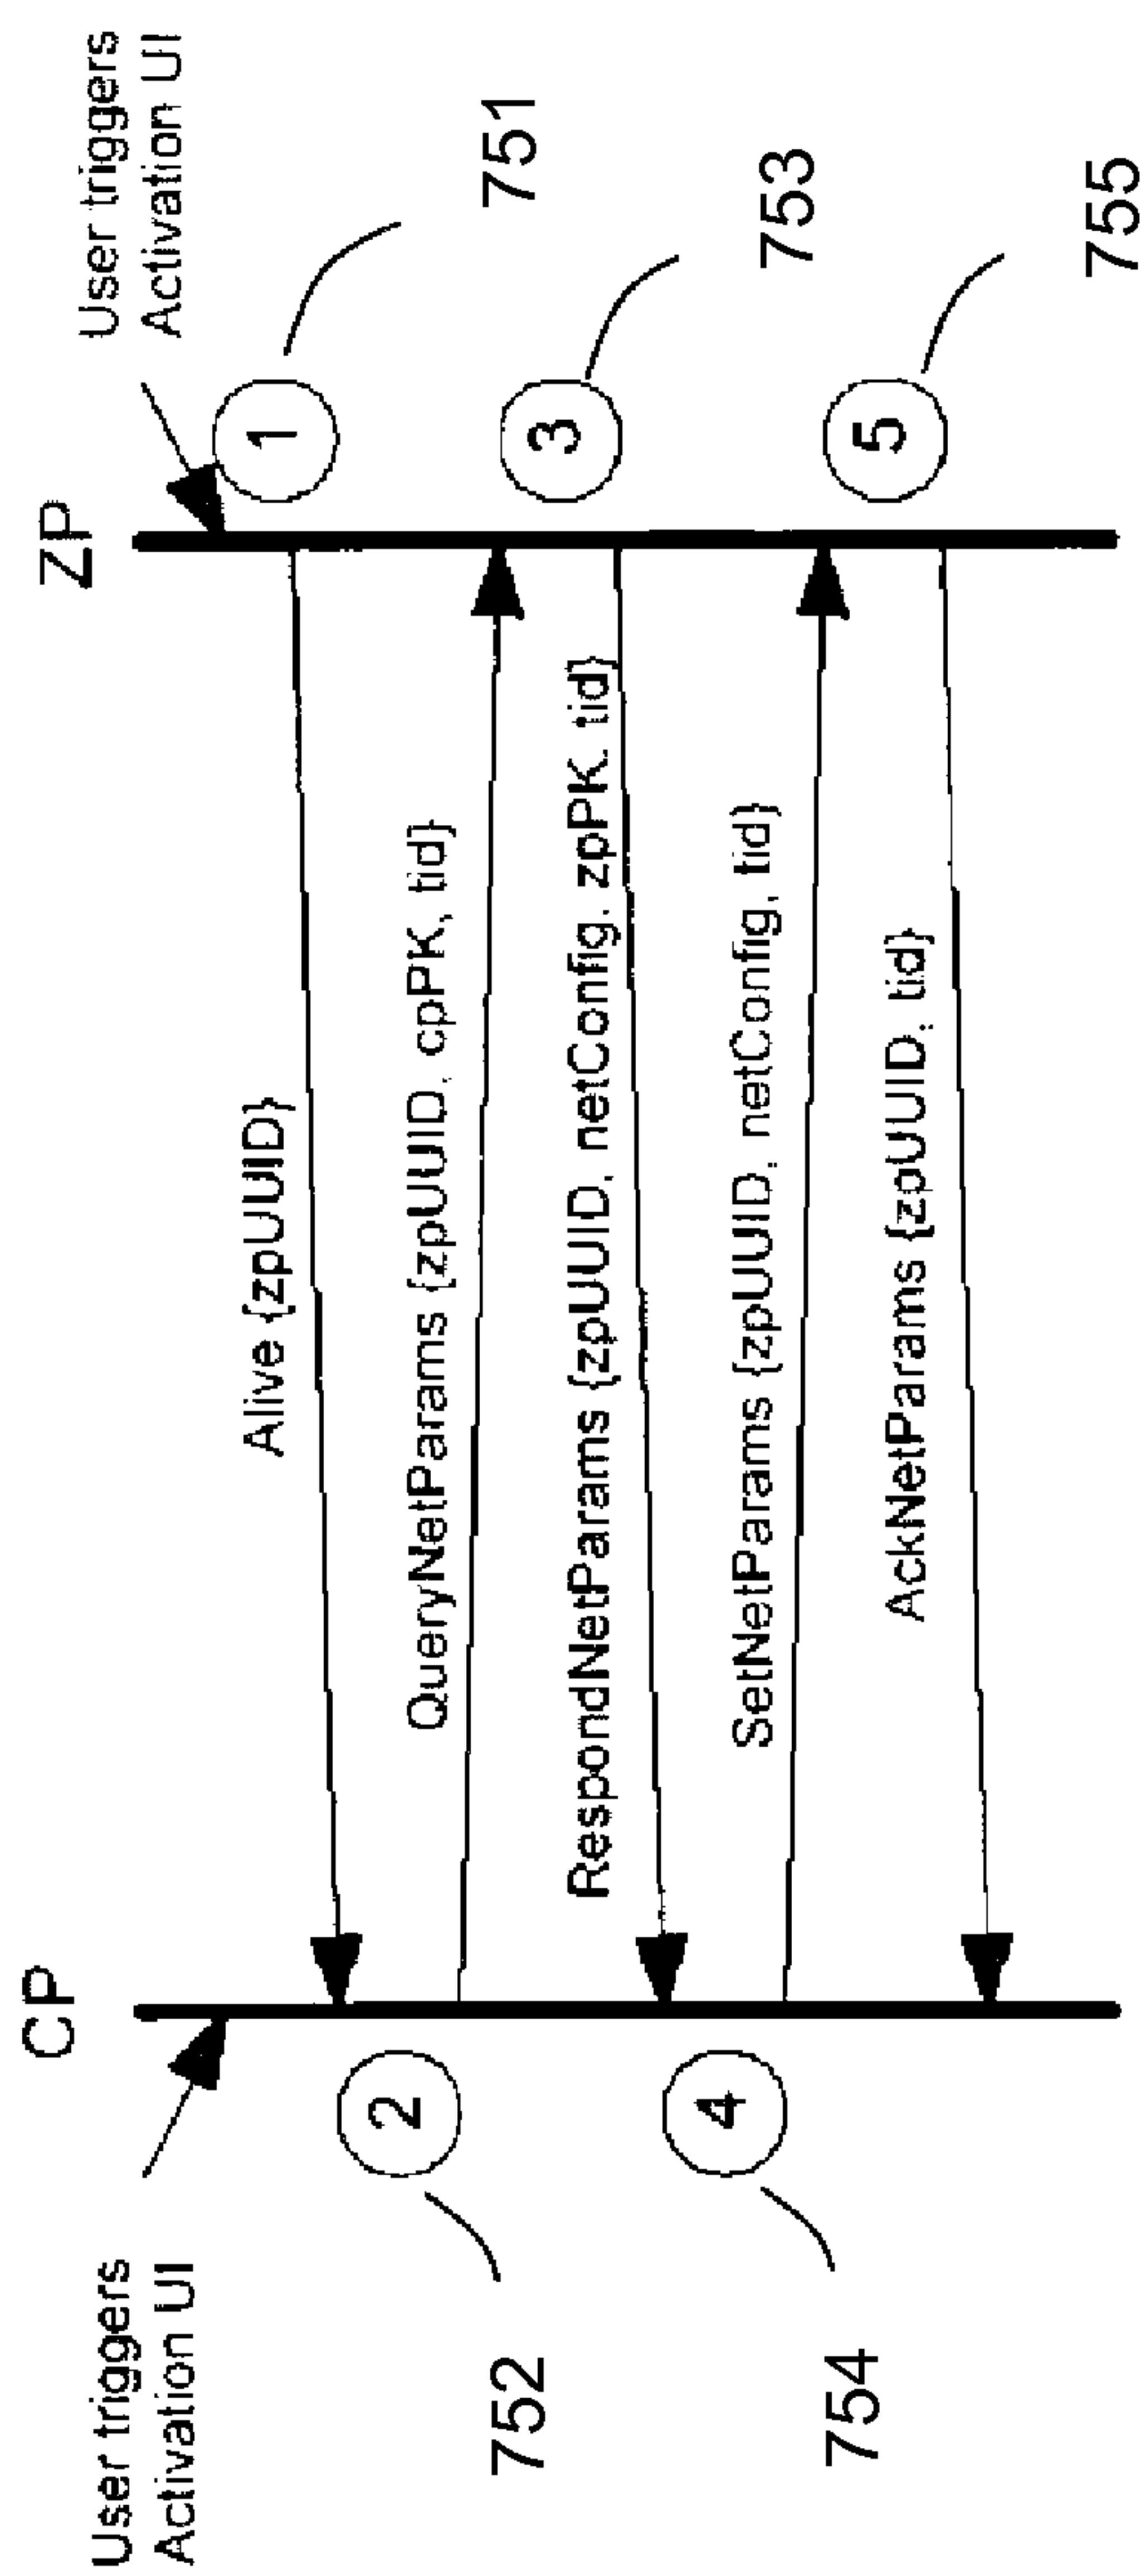 CP
ZP
User triggers
Activation UI
User triggers
Activation UI
1
751
Alive {zpUUID}
2
752
QueryNetParams {zpUUID, cpPK, tid}
3
753
RespondNetParams {zpUUID, netConfig, zpPK, tid}
4
754
SetNetParams {zpUUID, netConfig, tid}
5
755
AckNetParams {zpUUID, tid}